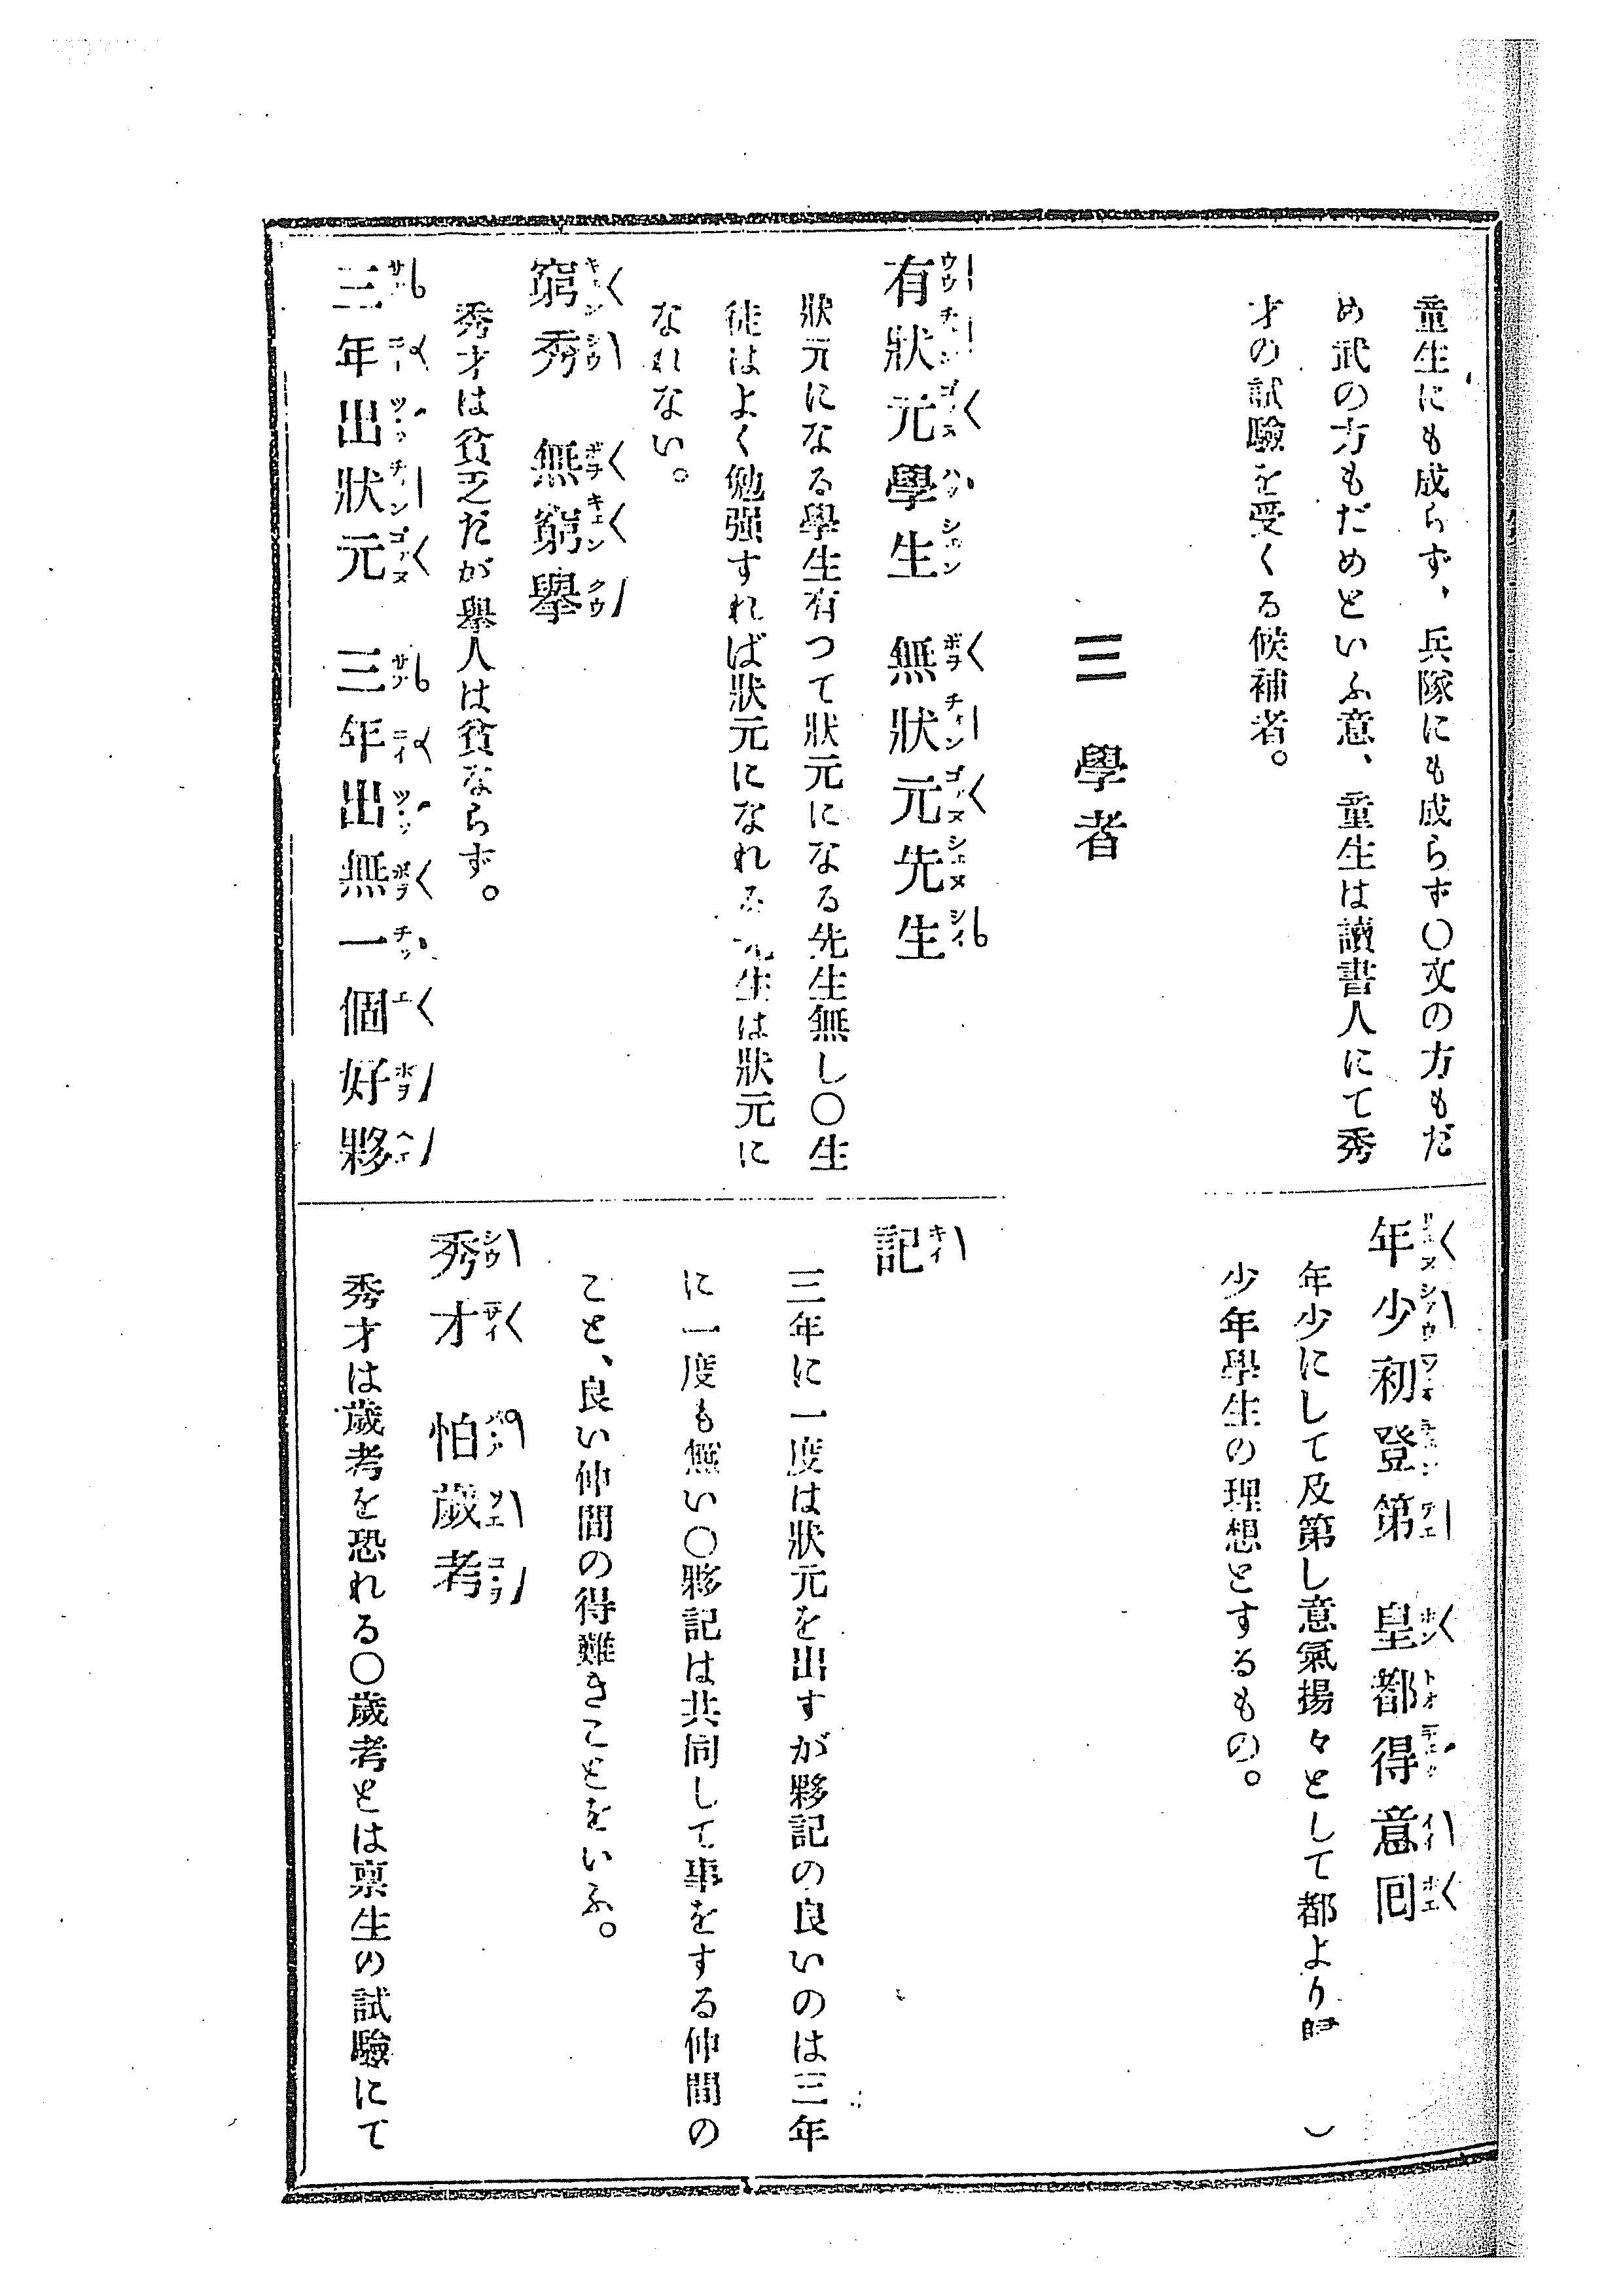 童生にも成らず、兵隊にも成らず〇文の方もだ
め武の方もだめといふ意、童生は讀書人にて秀
才の試驗を受くる候補者。
年少初登第　皇都得意囘
年少にして及第し意氣揚々として都より
少年學生の理想とするもの。
三　學者
有狀元學生　無狀元先生
狀元になる學生有つて狀元になる先生無し〇生
徒はよく勉强すれば狀元になれる 生は狀元に
なれない。
窮秀　無窮擧
秀才は貧乏だが擧人は貧ならず。
三年出狀元　三年出無一個好夥
記
三年に一度は狀元を出すが夥記の良いのは三年
に一度も無い〇夥記は共同して事をする仲間の
こと、良い仲間の得難きことをいふ。
秀才　怕歲考
秀才は歲考を恐れる〇歲考とは禀生の試驗にて